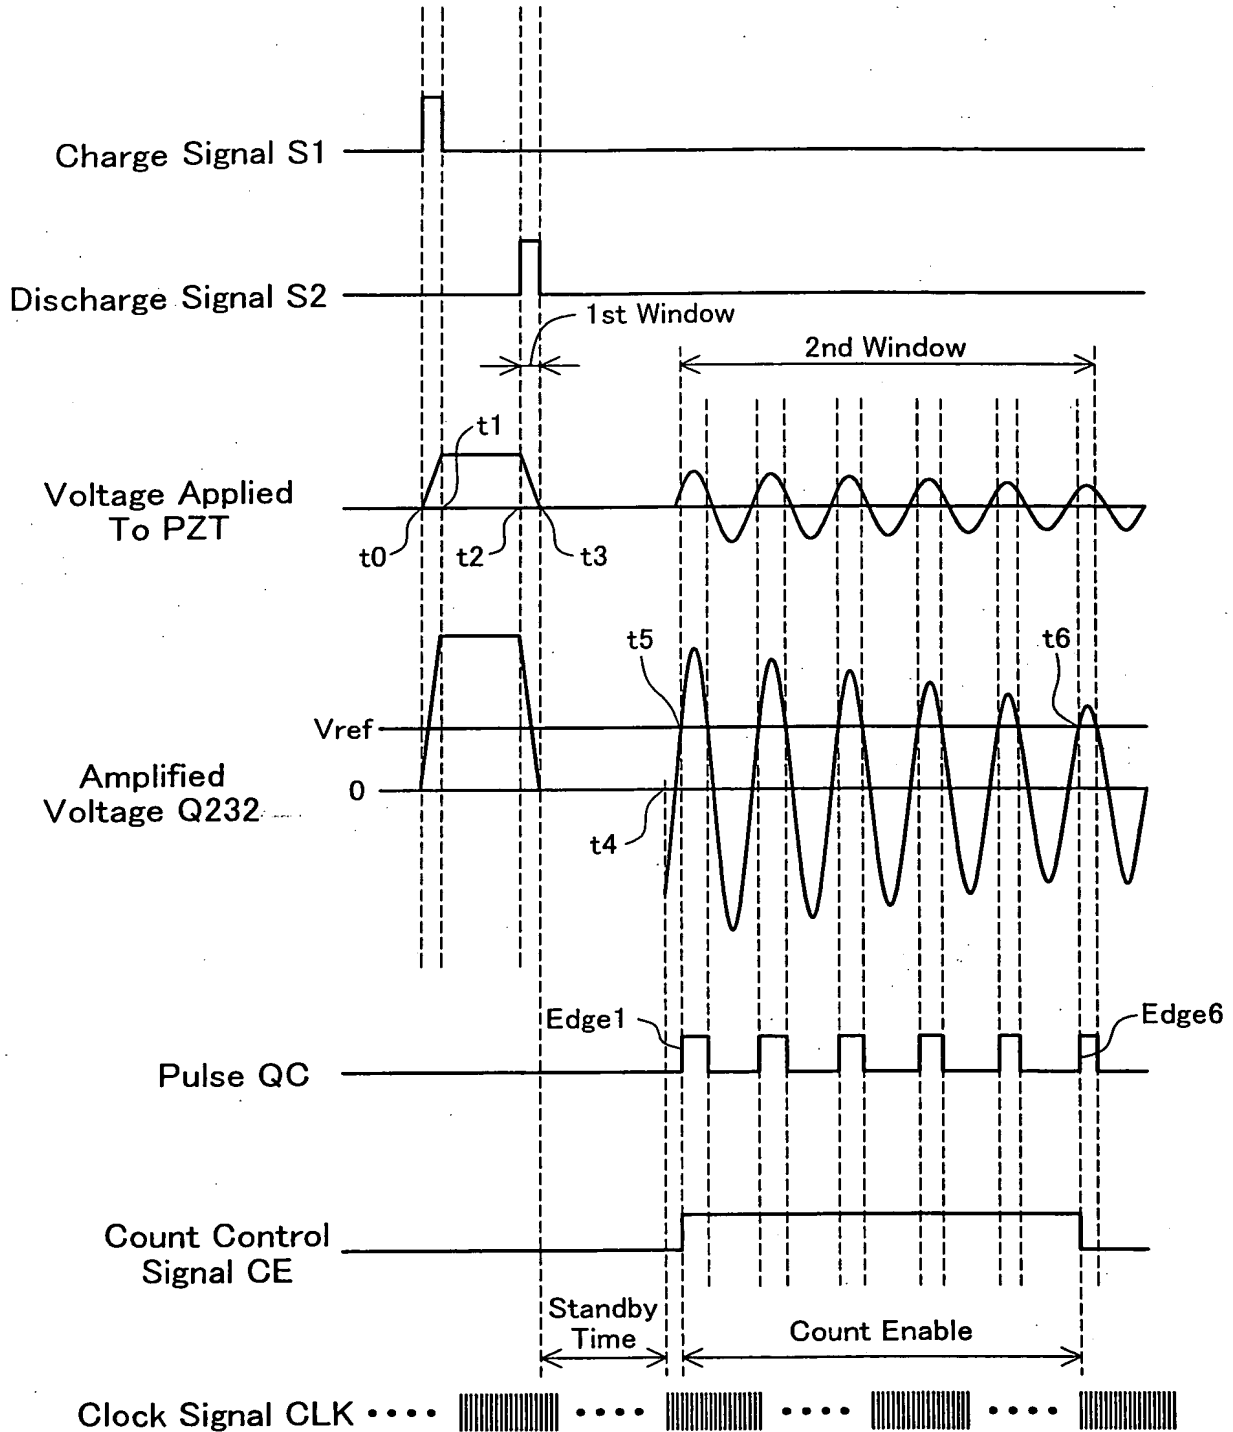 Charge Signal S1
Discharge Signal S2
1st Window
2nd Window
t1
Voltage Applied
To PZT
t0
t2
t3
t5
t6
Vref
Amplified
Voltage Q232
0
t4
Edge1
Edge6
Pulse QC
Count Control
Signal CE
Standby
Time
Count Enable
Clock Signal CLK